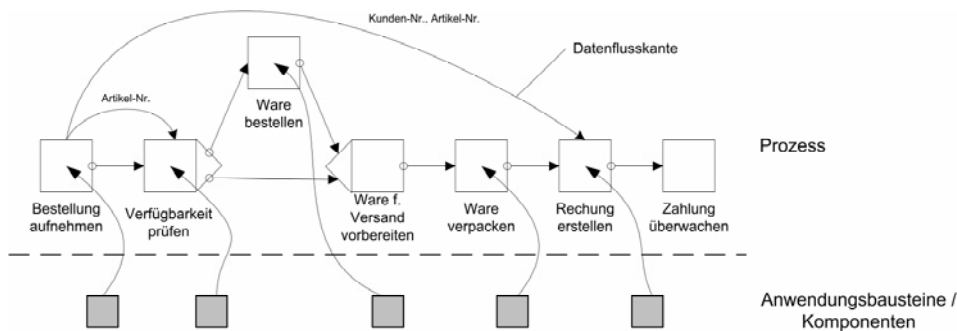 Kunden-Nr.. Artikel-Nr.
Datenflusskante
Artikel-Nr.
Ware
bestellen
Prozess
Bestellung
aufnehmen
Verfügbarkeit
prüfen
Ware f.
Versand
vorbereiten
Ware
verpacken
Rechung
erstellen
Zahlung
überwachen
Anwendungsbausteine /
Komponenten